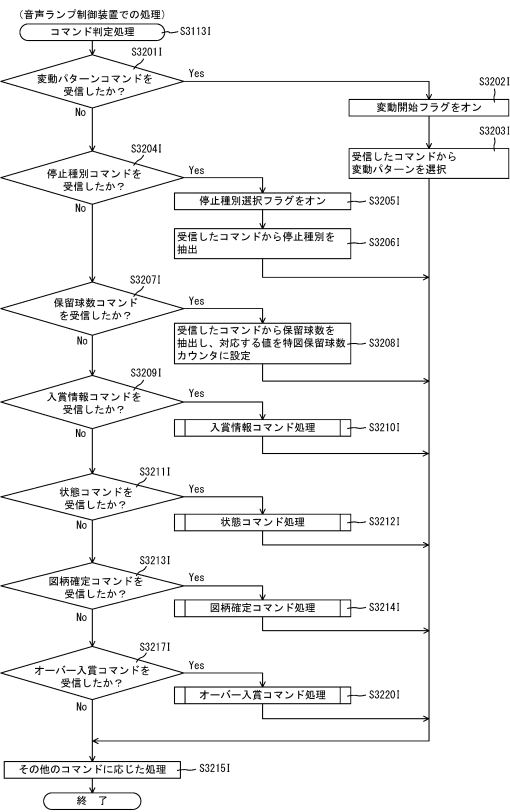 (音声ランプ制御装置での処理)
コマンド判定処理
S3113I
S3201I
変動パターンコマンドを
受信したか?
Yes
No
S3202I
変動開始フラグをオン
S3203I
受信したコマンドから
変動パターンを選択
S3204I
停止種別コマンドを
受信したか?
Yes
No
停止種別選択フラグをオン
S3205I
受信したコマンドから停止種別を
抽出
S3206I
S3207I
保留球数コマンド
を受信したか?
Yes
No
受信したコマンドから保留球数を
抽出し、対応する値を特図保留球数
カウンタに設定
S3208I
S3209I
入賞情報コマンドを
受信したか?
Yes
No
入賞情報コマンド処理
S3210I
S3211I
状態コマンドを
受信したか?
Yes
No
状態コマンド処理
S3212I
S3213I
図柄確定コマンドを
受信したか?
Yes
No
図柄確定コマンド処理
S3214I
S3217I
オーバー入賞コマンドを
受信したか?
Yes
No
オーバー入賞コマンド処理
S3220I
その他のコマンドに応じた処理
S3215I
終 了